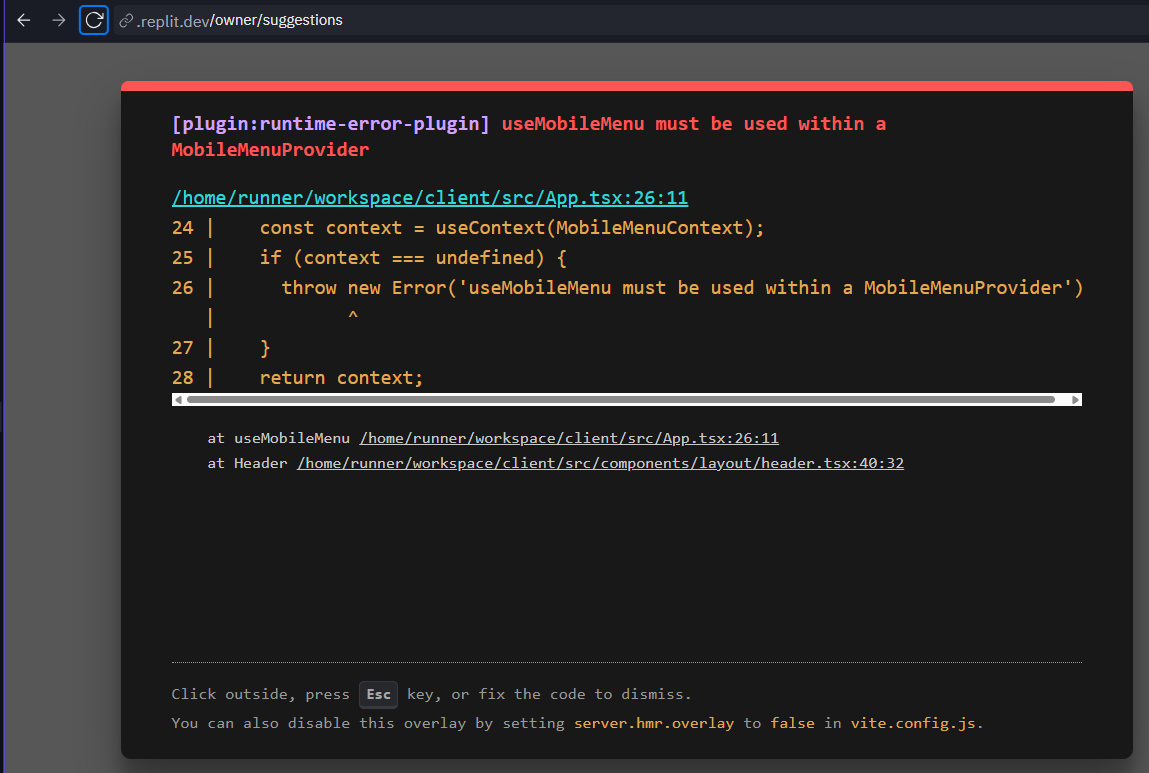 .replit.dev/owner/suggestions
[plugin:runtime-error-plugin] useMobileMenu must be used within a
MobileMenuProvider
/home/runner/workspace/client/src/App.tsx:26:11
24 |    const context = useContext(MobileMenuContext);
25 |    if (context === undefined) {
26 |      throw new Error('useMobileMenu must be used within a MobileMenuProvider')
   |            ^
27 |    }
28 |    return context;
at useMobileMenu /home/runner/workspace/client/src/App.tsx:26:11
at Header /home/runner/workspace/client/src/components/layout/header.tsx:40:32
Click outside, press Esc key, or fix the code to dismiss.
You can also disable this overlay by setting server.hmr.overlay to false in vite.config.js.